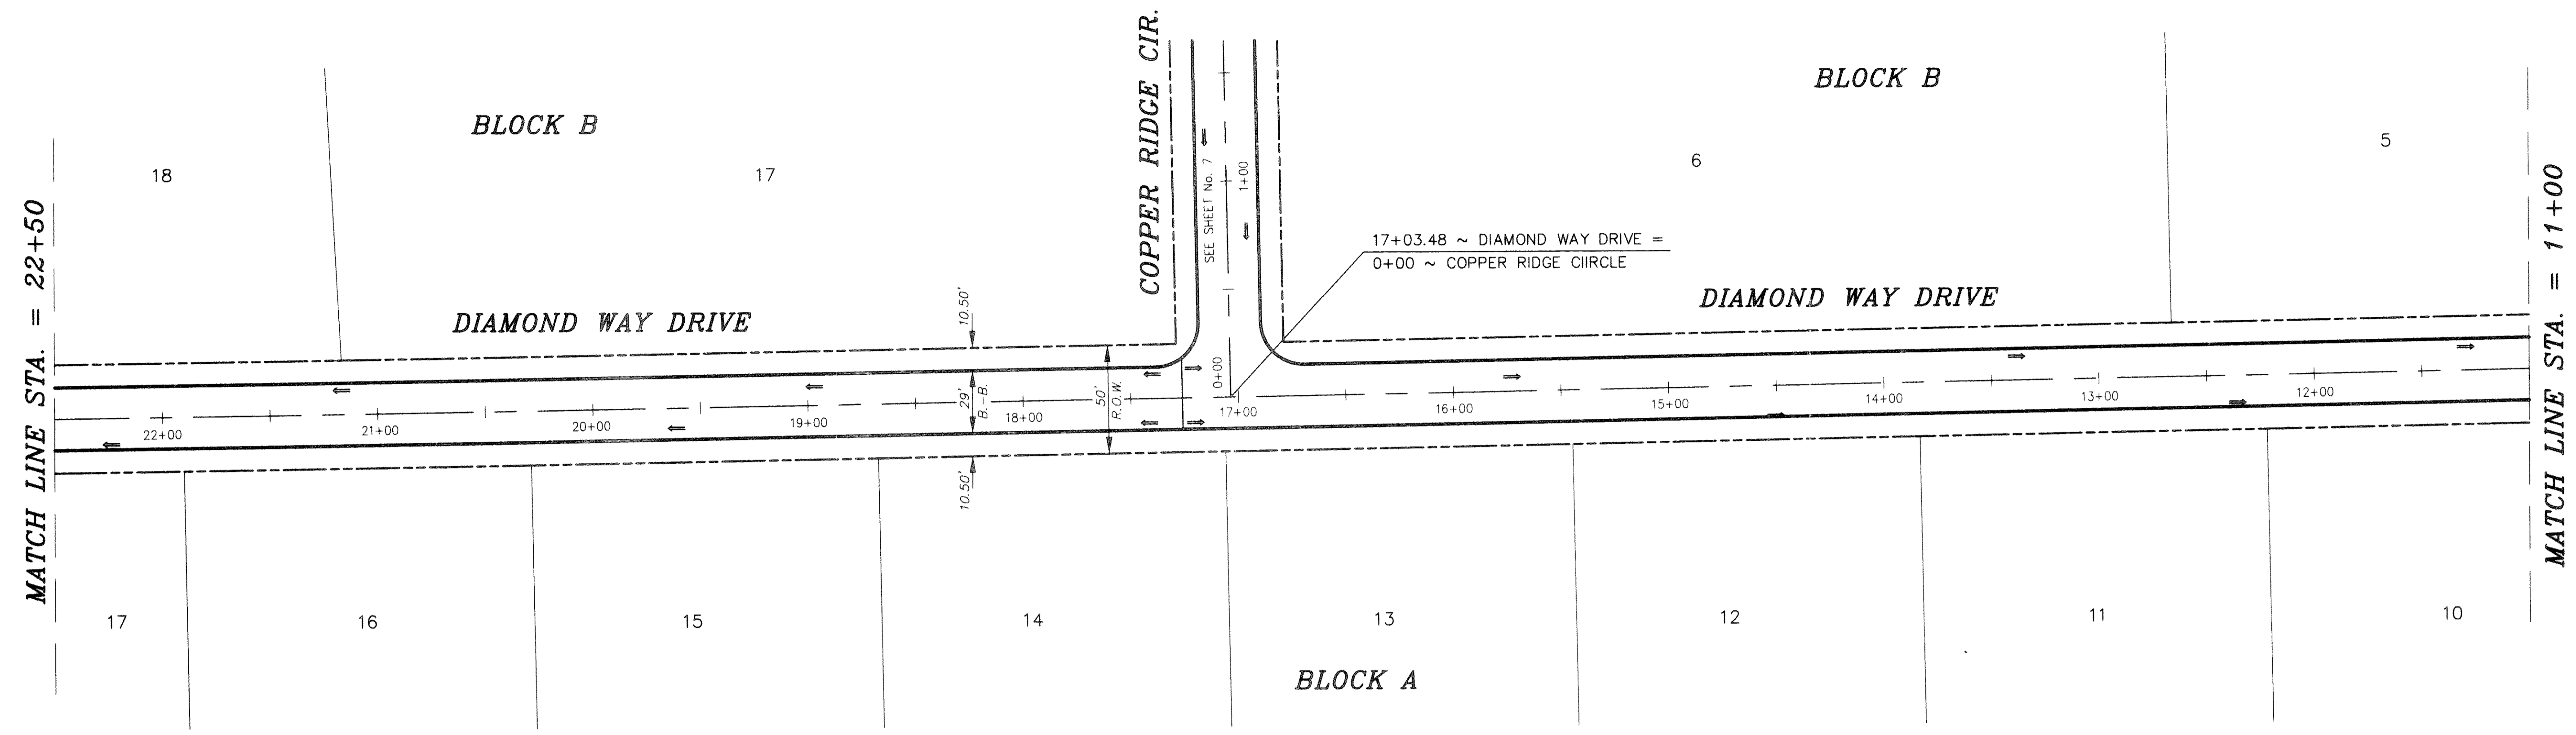 COPPER RIDGE CIR.
BLOCK B
BLOCK B
18
17
6
5
MATCH LINE STA. = 22+50
MATCH LINE STA. = 11+00
SEE SHEET No. 7
1+00
17+03.48 ~ DIAMOND WAY DRIVE =
0+00 ~ COPPER RIDGE CIIRCLE
DIAMOND WAY DRIVE
DIAMOND WAY DRIVE
10.50'
29'
B.-B.
50'
R.O.W.
0+00
22+00
21+00
20+00
19+00
18+00
17+00
16+00
15+00
14+00
13+00
12+00
10.50'
17
16
15
14
13
12
11
10
BLOCK A